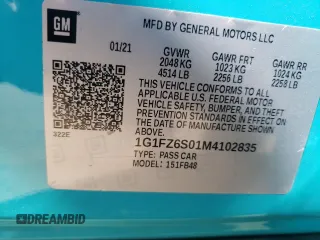 GM
MFD BY GENERAL MOTORS LLC
01/21
GVWR GAWR FRT GAWR RR
2048 KG 1023 KG 1024 KG
4514 LB 2256 LB 2258 LB
THIS VEHICLE CONFORMS TO ALL
APPLICABLE U.S. FEDERAL MOTOR
VEHICLE SAFETY, BUMPER, AND THEFT
PREVENTION STANDARDS IN EFFECT ON
THE DATE OF MANUFACTURE SHOWN ABOVE.
1G1FZ6S01M4102835
TYPE: PASS CAR
MODEL: 151FB48
322E
DREAMBID